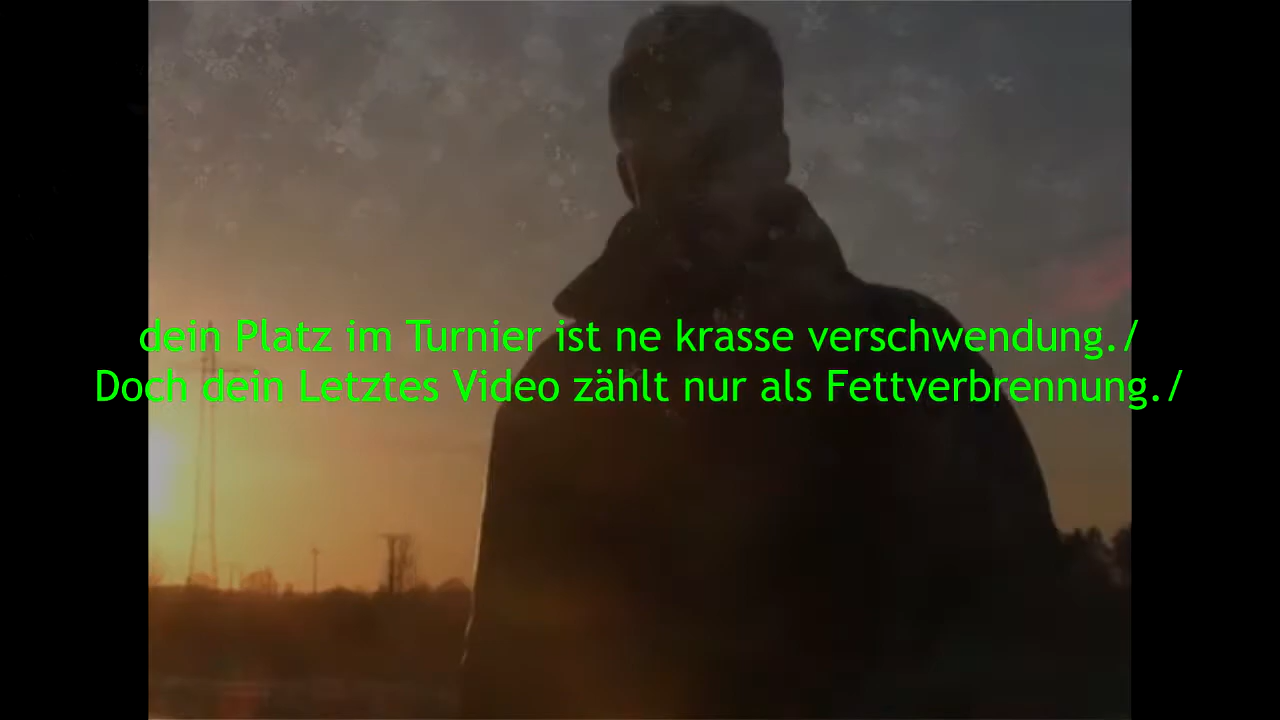 dein Platz im Turnier ist ne krasse verschwendung./
Doch dein Letztes Video zählt nur als Fettverbrennung./